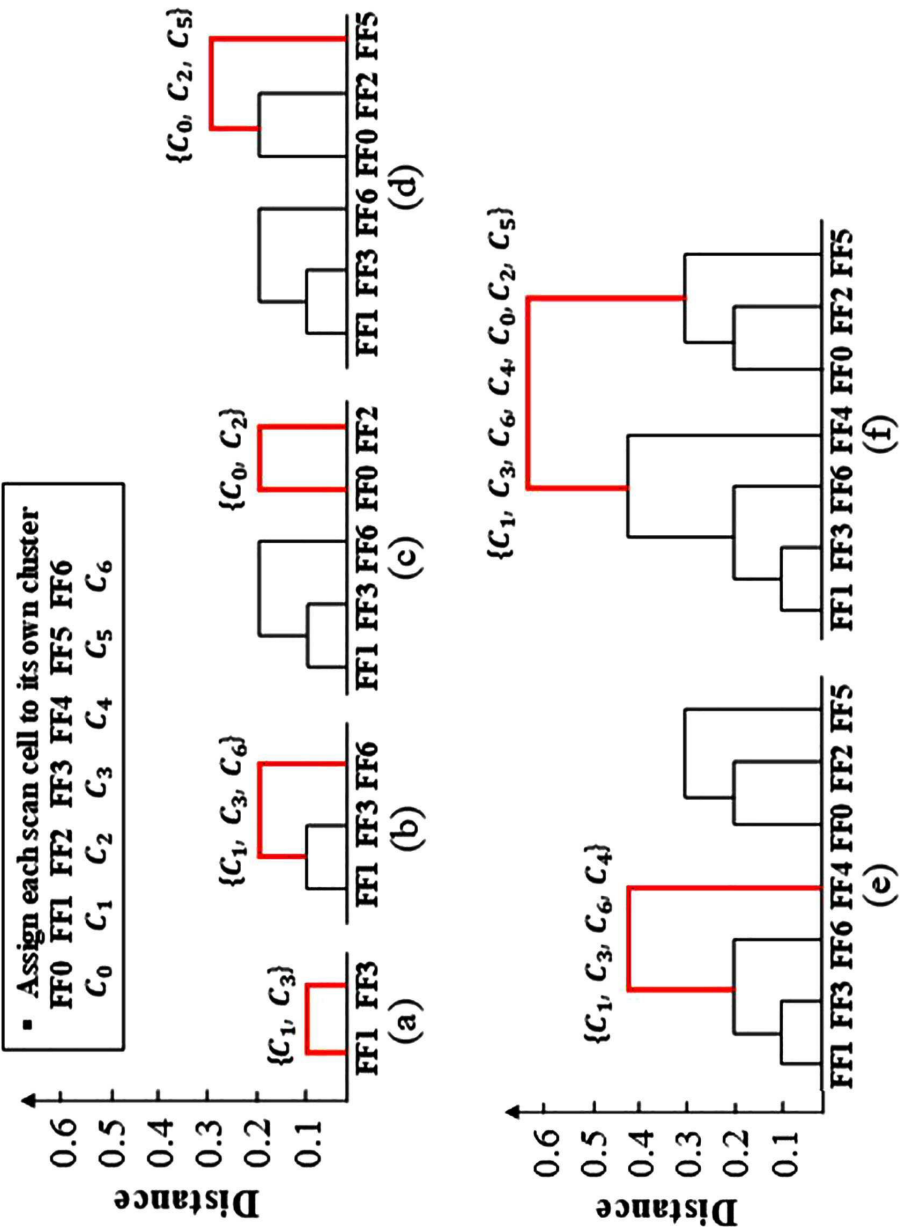 ▪ Assign each scan cell to its own cluster
FF0 FF1 FF2 FF3 FF4 FF5 FF6
C0 C1 C2 C3 C4 C5 C6
Distance
0.6
0.5
0.4
0.3
0.2
0.1
{C1, C3}
FF1 FF3
(a)
{C1, C3, C6}
FF1 FF3 FF6
(b)
{C0, C2}
FF1 FF3 FF6 FF0 FF2
(c)
{C0, C2, C5}
FF1 FF3 FF6 FF0 FF2 FF5
(d)
Distance
0.6
0.5
0.4
0.3
0.2
0.1
{C1, C3, C6, C4}
FF1 FF3 FF6 FF4 FF0 FF2 FF5
(e)
{C1, C3, C6, C4, C0, C2, C5}
FF1 FF3 FF6 FF4 FF0 FF2 FF5
(f)